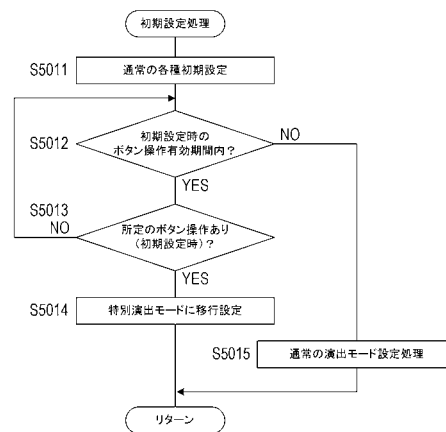 初期設定処理
S5011
通常の各種初期設定
S5012
初期設定時の
ボタン操作有効期間内?
NO
YES
S5013
NO
所定のボタン操作あり
(初期設定時)?
YES
S5014
特別演出モードに移行設定
S5015
通常の演出モード設定処理
リターン